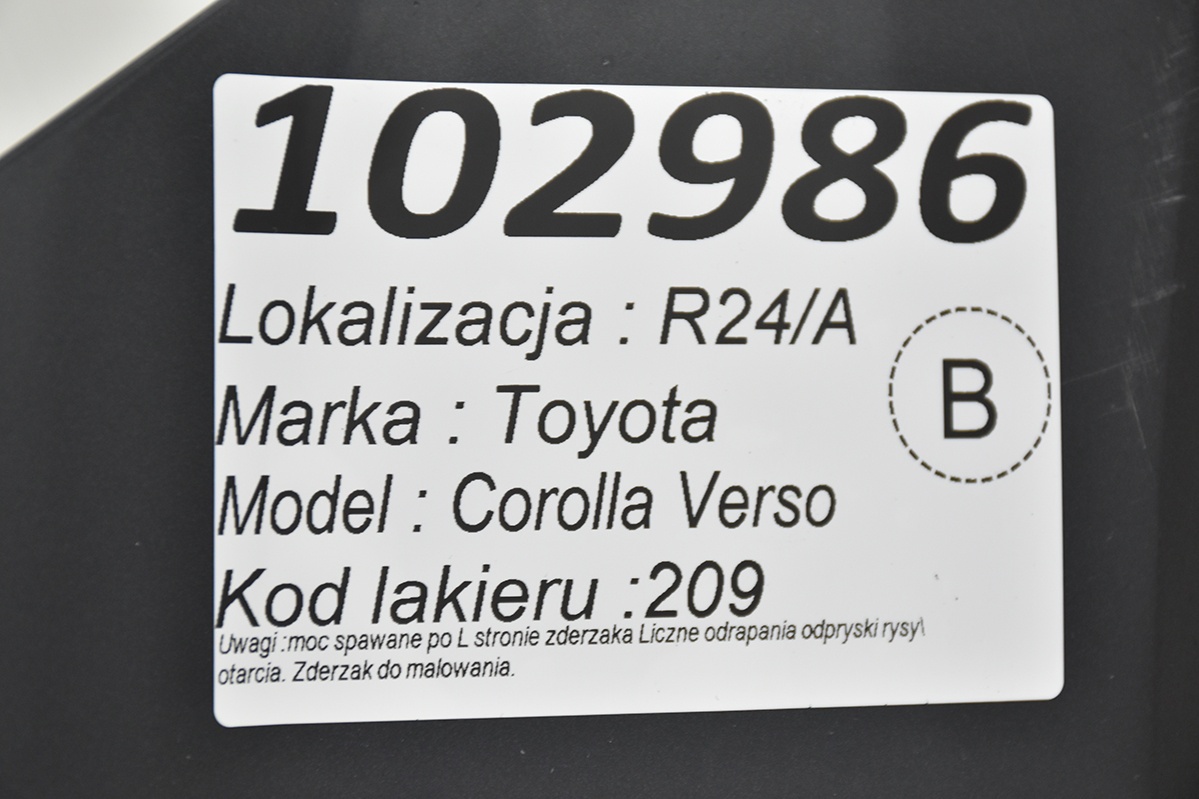 102986
Lokalizacja : R24/A
B
Marka : Toyota
Model : Corolla Verso
Kod lakieru :209
Uwagi :moc spawane po L stronie zderzaka Liczne odrapania odpryski rysy\
otarcia. Zderzak do malowania.